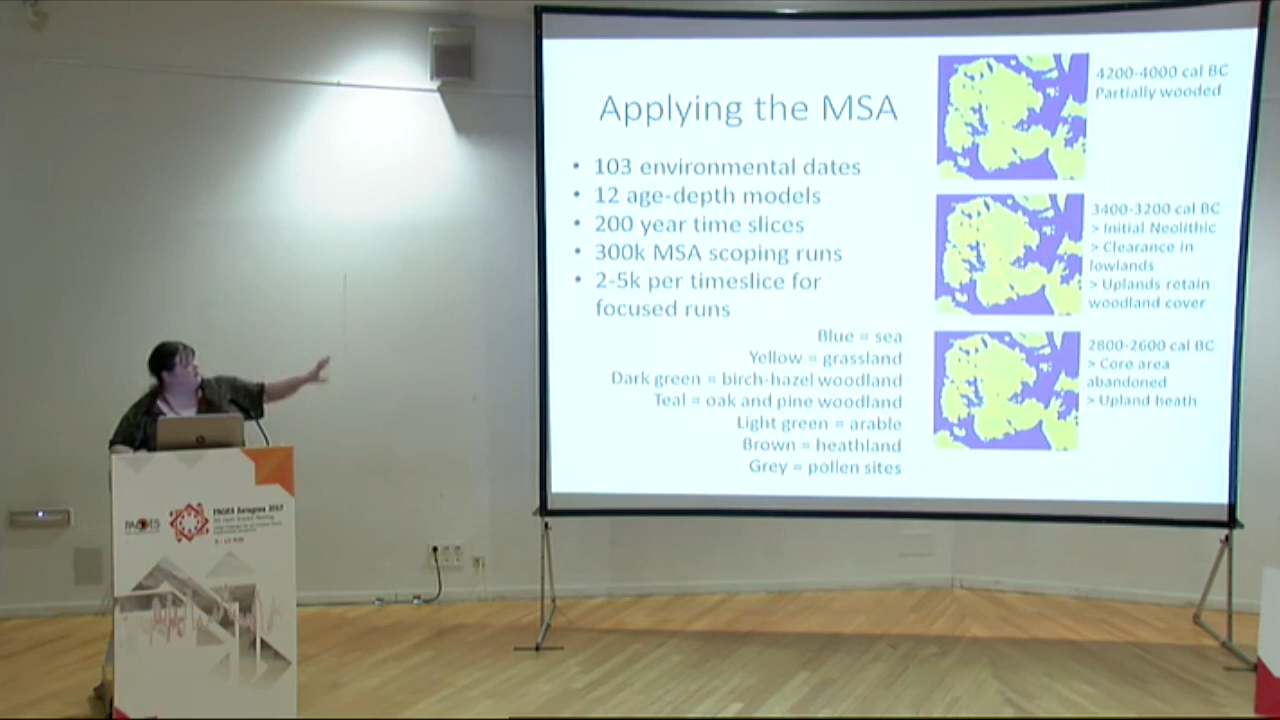 Applying the MSA
• 103 environmental dates
• 12 age-depth models
• 200 year time slices
• 300k MSA scoping runs
• 2-5k per timeslice for
focused runs
Blue = sea
Yellow = grassland
Dark green = birch-hazel woodland
Teal = oak and pine woodland
Light green = arable
Brown = heathland
Grey = pollen sites
4200-4000 cal BC
Partially wooded
3400-3200 cal BC
> Initial Neolithic
> Clearance in
lowlands
> Uplands retain
woodland cover
2800-2600 cal BC
> Core area
abandoned
> Upland heath
PAGES
PAGES Zaragoza 2017